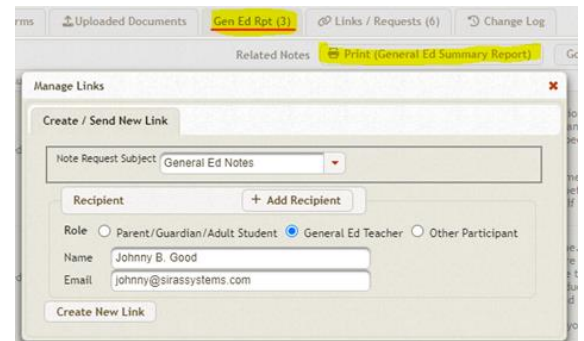 rms Uploaded Documents Gen Ed Rpt (3) Links / Requests (6) Change Log
Related Notes Print (General Ed Summary Report) Go
Manage Links
Create / Send New Link
Note Request Subject General Ed Notes
Recipient + Add Recipient
Role Parent/Guardian/Adult Student General Ed Teacher Other Participant
Name Johnny B. Good
Email johnny@sirassystems.com
Create New Link